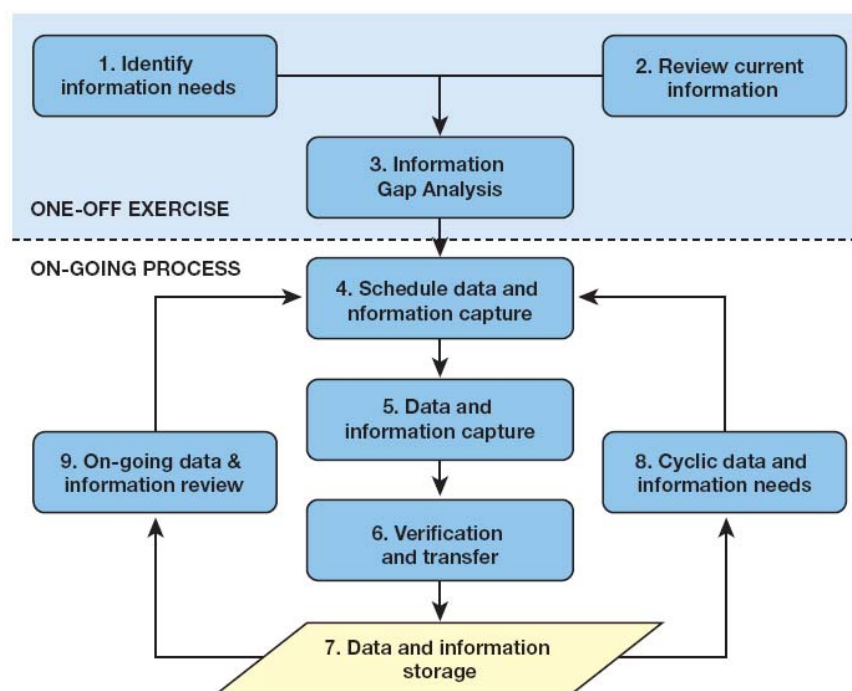 1. Identify
information needs
2. Review current
information
3. Information
Gap Analysis
ONE-OFF EXERCISE
ON-GOING PROCESS
4. Schedule data and
nformation capture
5. Data and
information capture
9. On-going data &
information review
8. Cyclic data and
information needs
6. Verification
and transfer
7. Data and information
storage